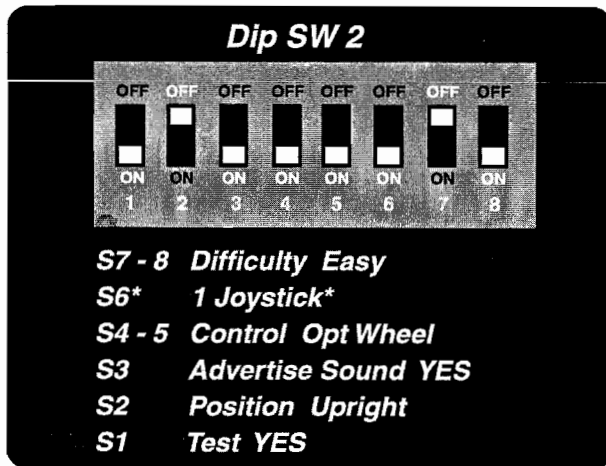 Dip SW 2
OFF OFF OFF OFF OFF OFF OFF OFF
ON ON ON ON ON ON ON ON
1 2 3 4 5 6 7 8
S7 - 8 Difficulty Easy
S6* 1 Joystick*
S4 - 5 Control Opt Wheel
S3 Advertise Sound YES
S2 Position Upright
S1 Test YES